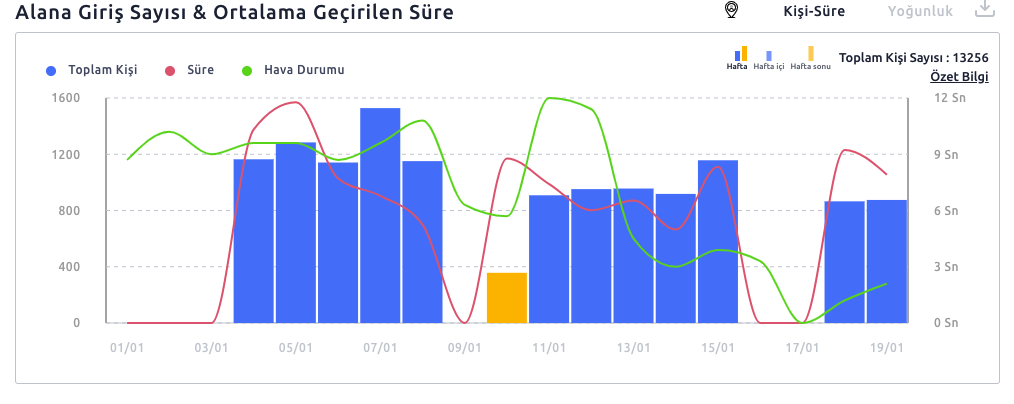 Alana Giriş Sayısı & Ortalama Geçirilen Süre
Kişi-Süre
Yoğunluk
Toplam Kişi
Süre
Hava Durumu
Hafta
Hafta içi
Hafta sonu
Toplam Kişi Sayısı : 13256
Özet Bilgi
1600
1200
800
400
0
12 Sn
9 Sn
6 Sn
3 Sn
0 Sn
01/01 03/01 05/01 07/01 09/01 11/01 13/01 15/01 17/01 19/01